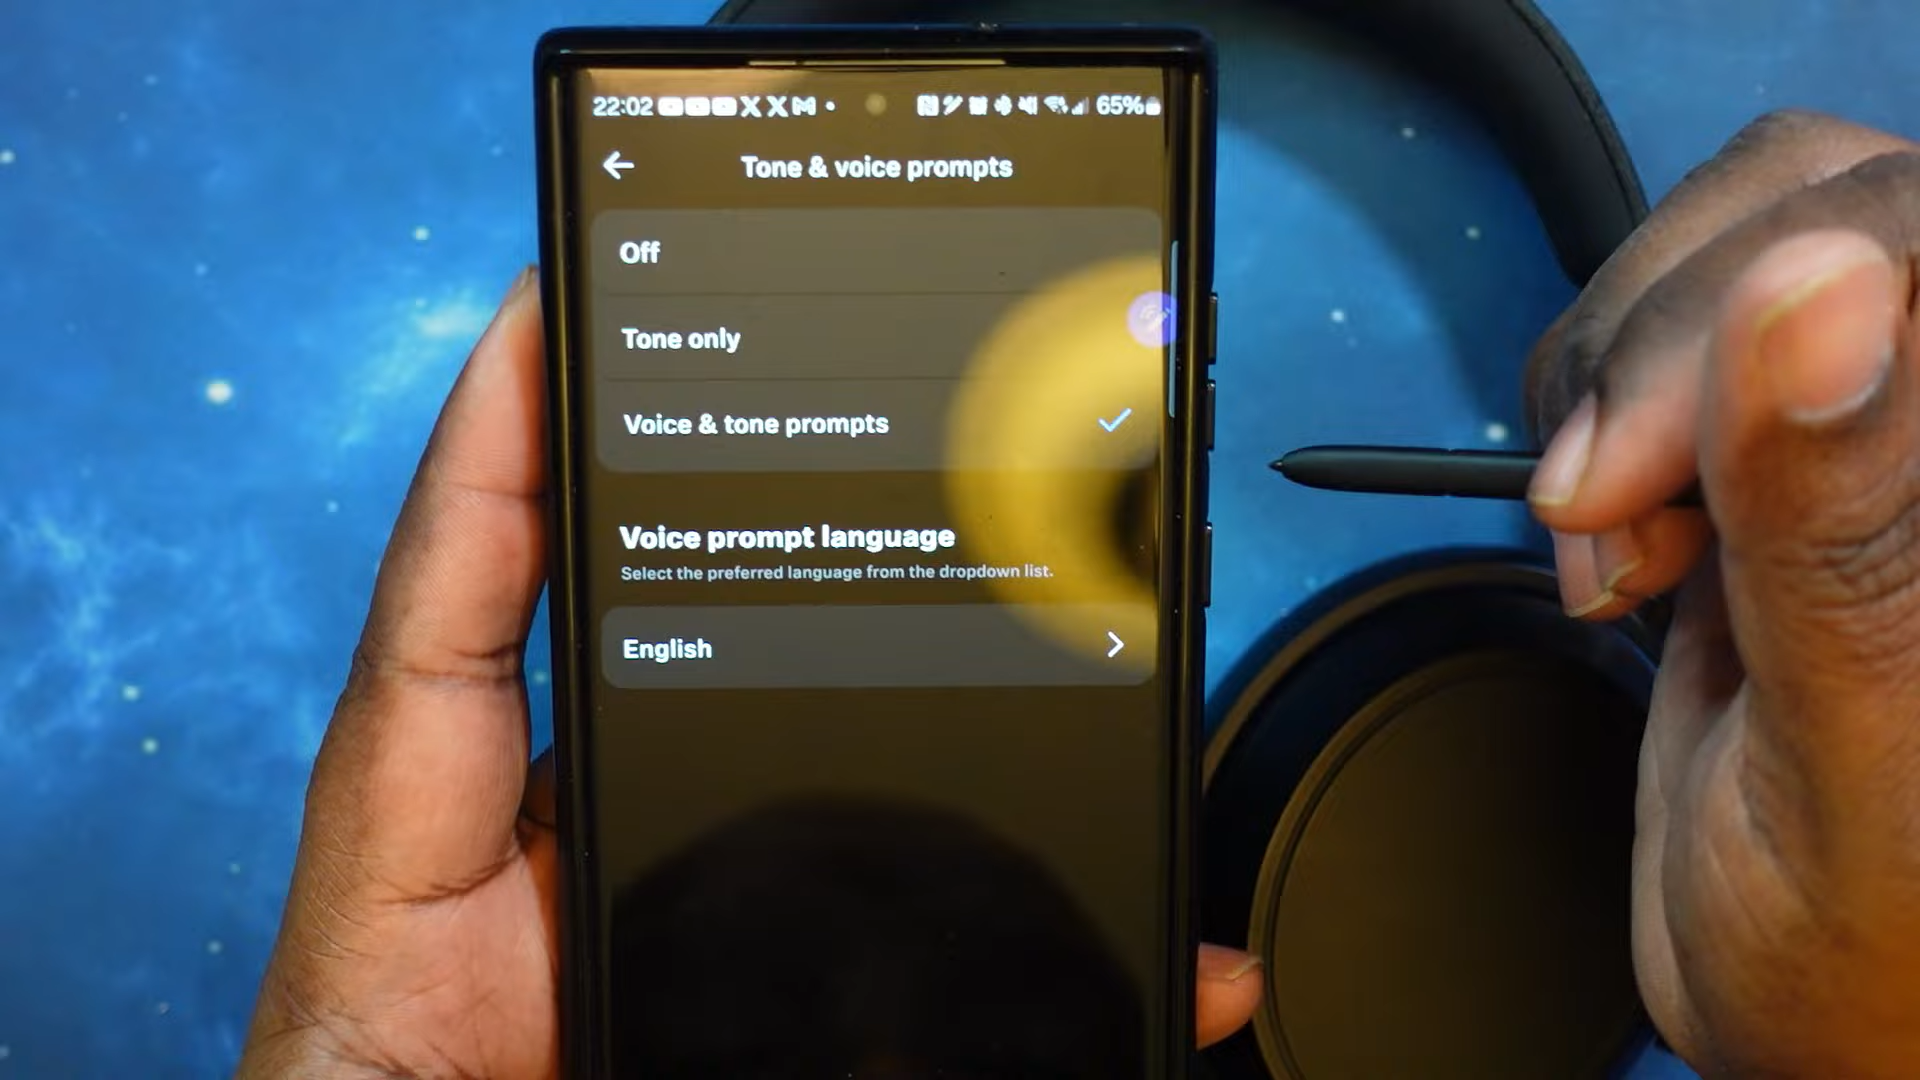 22:02 65%
Tone & voice prompts
Off
Tone only
Voice & tone prompts
Voice prompt language
Select the preferred language from the dropdown list.
English